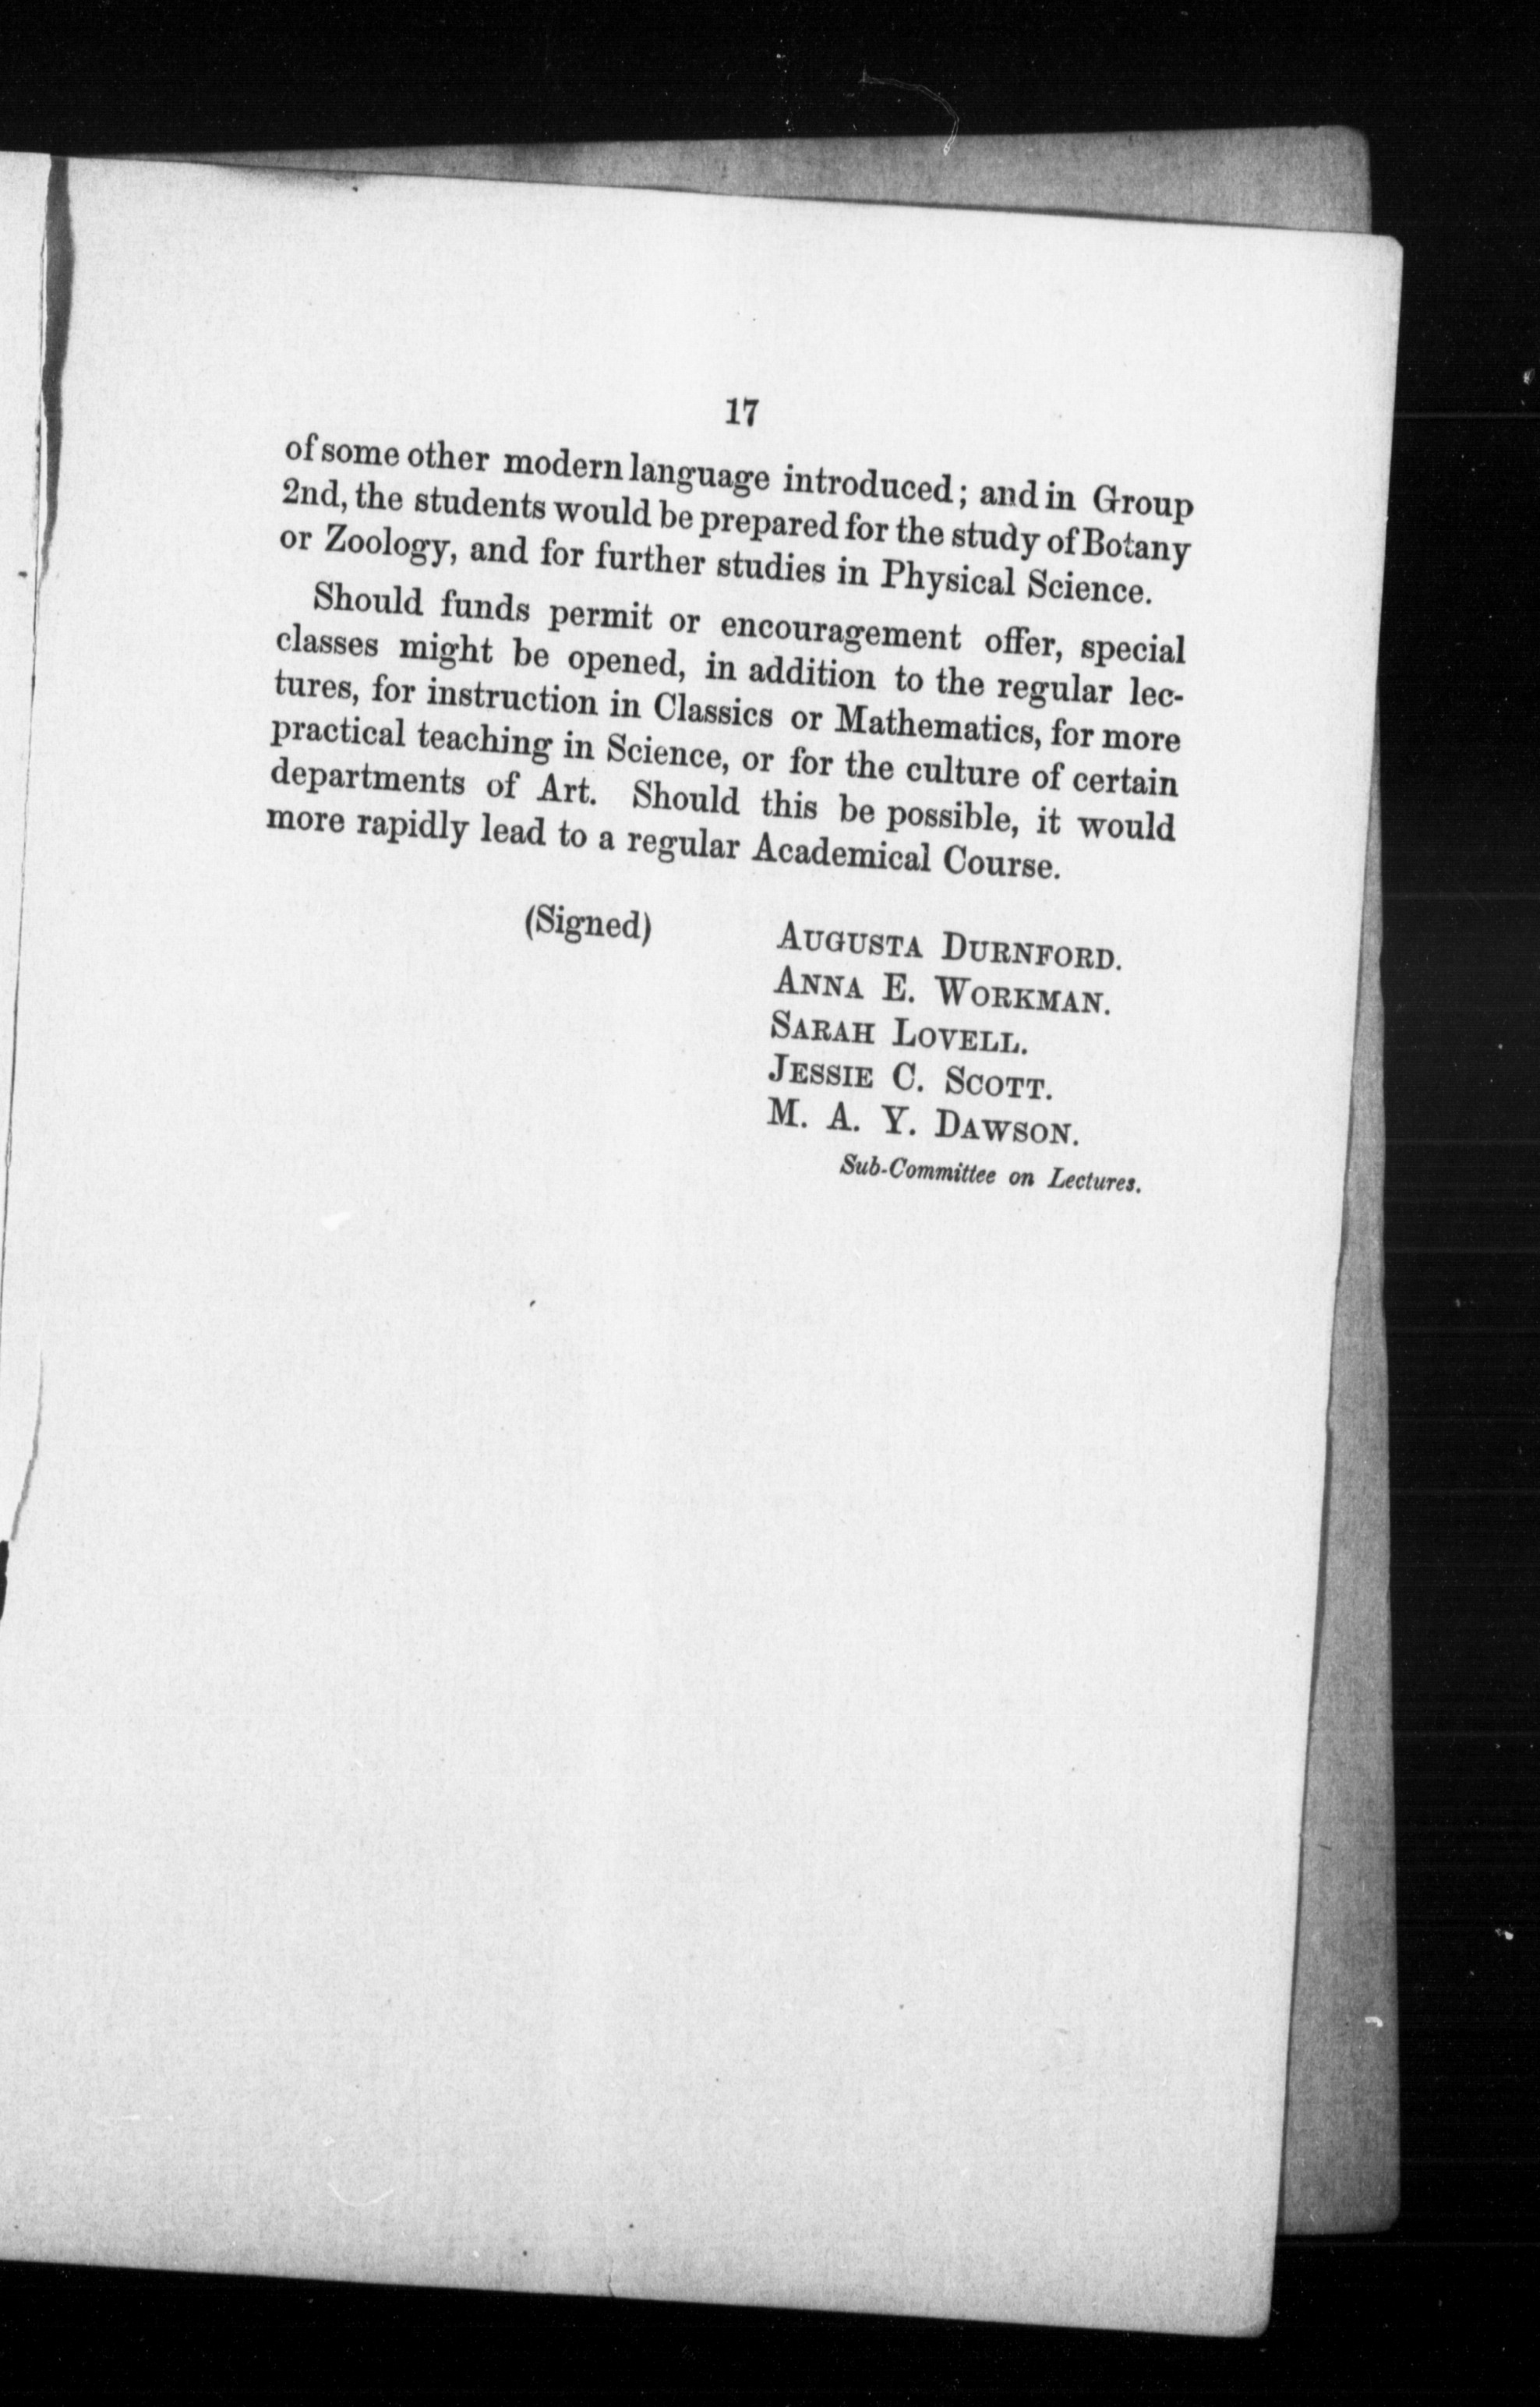 17
of some other modern language introduced; and in Group
2nd, the students would be prepared for the study of Botany
or Zoology, and for further studies in Physical Science.
Should funds permit or encouragement offer, special
classes might be opened, in addition to the regular lec-
tures, for instruction in Classics or Mathematics, for more
practical teaching in Science, or for the culture of certain
departments of Art. Should this be possible, it would
more rapidly lead to a regular Academical Course.
(Signed) AUGUSTA DURNFORD.
ANNA E. WORKMAN.
SARAH LOVELL.
JESSIE C. SCOTT.
M. A. Y. DAWSON.
Sub-Committee on Lectures.